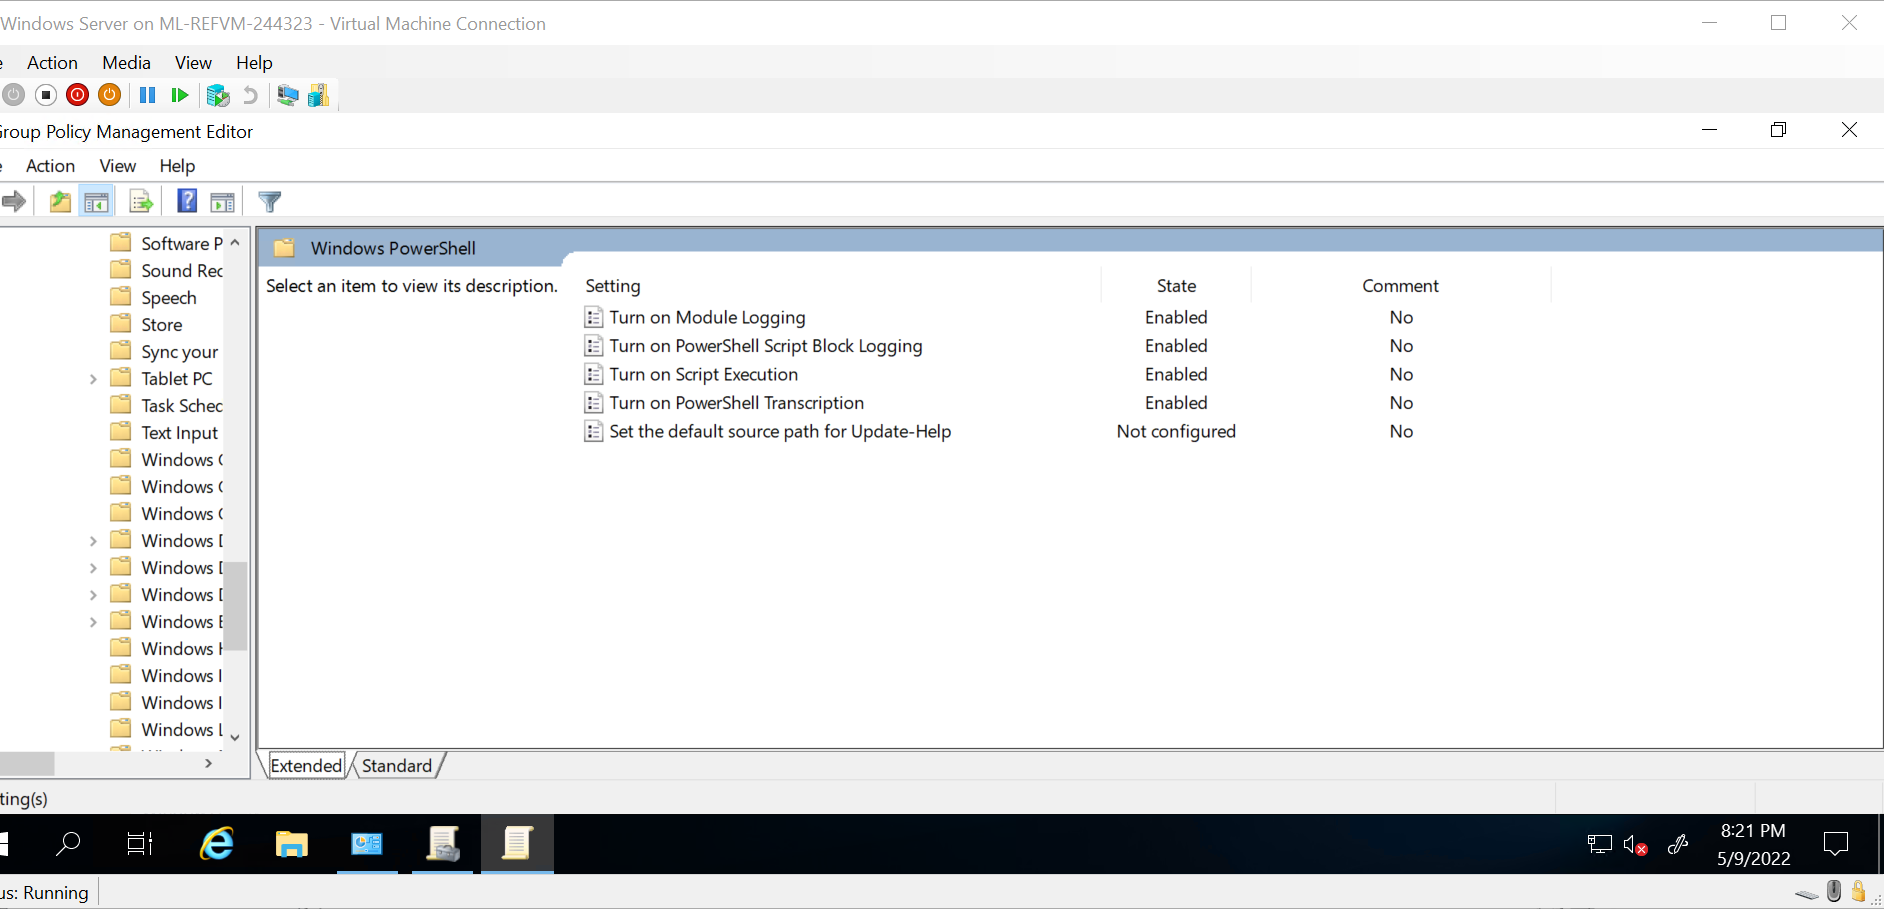 Windows Server on ML-REFVM-244323 - Virtual Machine Connection
Action Media View Help
Group Policy Management Editor
Action View Help
Software P
Sound Rec
Speech
Store
Sync your
Tablet PC
Task Sched
Text Input
Windows
Windows
Windows
Windows
Windows
Windows
Windows
Windows
Windows
Windows
Windows
Windows PowerShell
Select an item to view its description.
Setting State Comment
Turn on Module Logging Enabled No
Turn on PowerShell Script Block Logging Enabled No
Turn on Script Execution Enabled No
Turn on PowerShell Transcription Enabled No
Set the default source path for Update-Help Not configured No
Extended Standard
ting(s)
8:21 PM
5/9/2022
us: Running